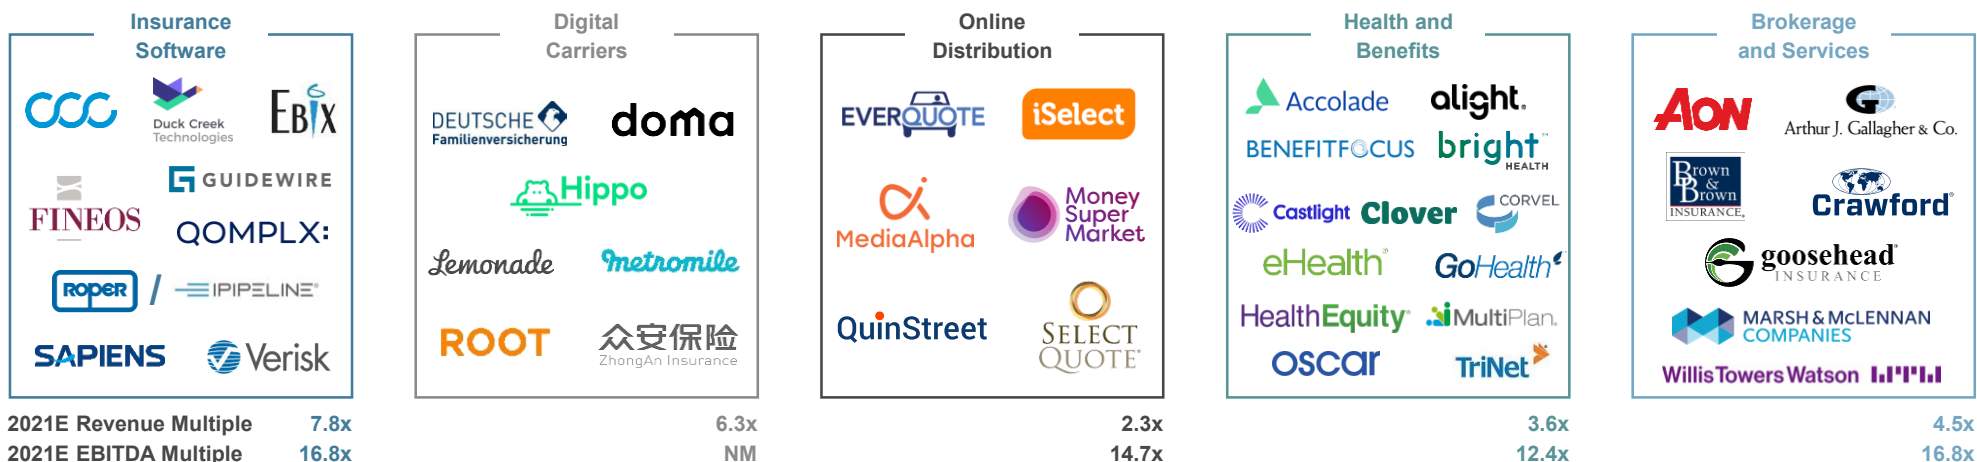 Insurance
Software
CCC
Duck Creek
Technologies
EBIX
FINEOS
GUIDEWIRE
QOMPLX:
ROPER / IPIPELINE®
SAPIENS
Verisk
Digital
Carriers
DEUTSCHE
Familienversicherung
doma
Hippo
Lemonade
metromile
ROOT
众安保险
ZhongAn Insurance
Online
Distribution
EVERQUOTE
iSelect
MediaAlpha
Money
Super
Market
QuinStreet
SELECT
QUOTE®
Health and
Benefits
Accolade
alight.
BENEFITFOCUS
bright™
HEALTH
Castlight
Clover
CORVEL
eHealth®
GoHealth
HealthEquity®
MultiPlan.
oscar
TriNet
Brokerage
and Services
AON
G
Arthur J. Gallagher & Co.
Brown
&
Brown
INSURANCE®
Crawford®
goosehead®
INSURANCE
MARSH & McLENNAN
COMPANIES
Willis Towers Watson
2021E Revenue Multiple 7.8x 6.3x 2.3x 3.6x 4.5x
2021E EBITDA Multiple 16.8x NM 14.7x 12.4x 16.8x